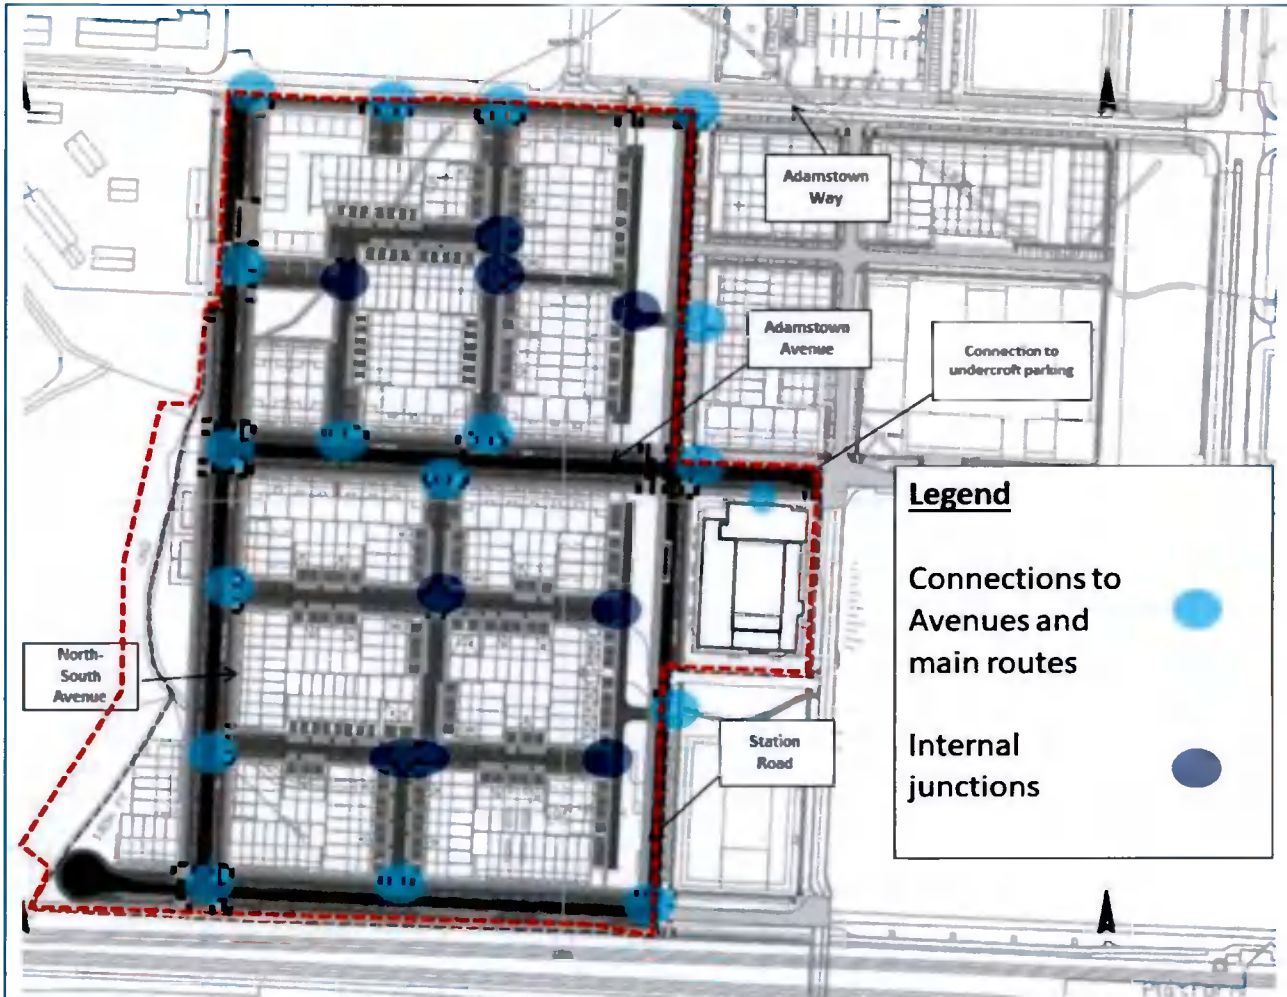 Adamstown
Way
Adamstown
Avenue
Connection to
undercroft parking
Legend
Connections to
Avenues and
main routes
North-
South
Avenue
Station
Road
Internal
junctions